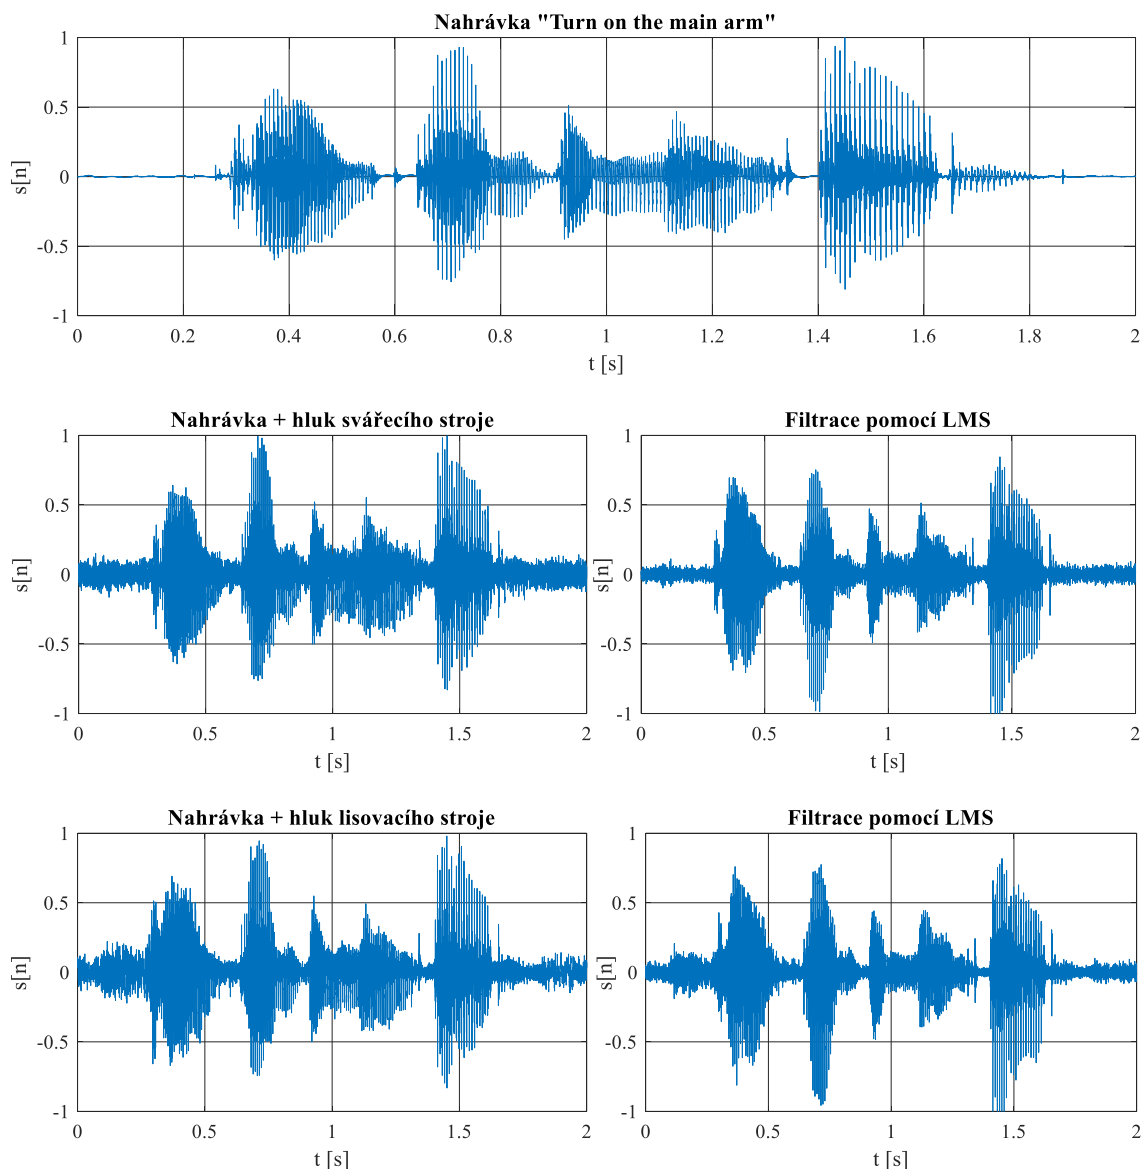 Nahrávka "Turn on the main arm"
1
0.5
0
-0.5
-1
s[n]
0 0.2 0.4 0.6 0.8 1 1.2 1.4 1.6 1.8 2
t [s]
Nahrávka + hluk svářecího stroje
1
0.5
0
-0.5
-1
s[n]
0 0.5 1 1.5 2
t [s]
Filtrace pomocí LMS
1
0.5
0
-0.5
-1
s[n]
0 0.5 1 1.5 2
t [s]
Nahrávka + hluk lisovacího stroje
1
0.5
0
-0.5
-1
s[n]
0 0.5 1 1.5 2
t [s]
Filtrace pomocí LMS
1
0.5
0
-0.5
-1
s[n]
0 0.5 1 1.5 2
t [s]